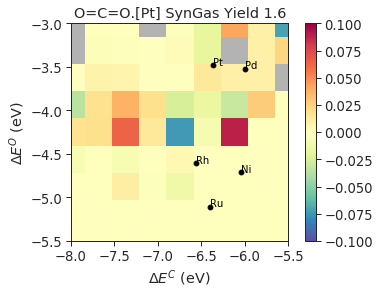 O=C=O.[Pt] SynGas Yield 1.6
ΔE^O (eV)
−3.0
−3.5
−4.0
−4.5
−5.0
−5.5
Pt
Pd
Rh
Ni
Ru
−8.0 −7.5 −7.0 −6.5 −6.0 −5.5
ΔE^C (eV)
0.100
0.075
0.050
0.025
0.000
−0.025
−0.050
−0.075
−0.100